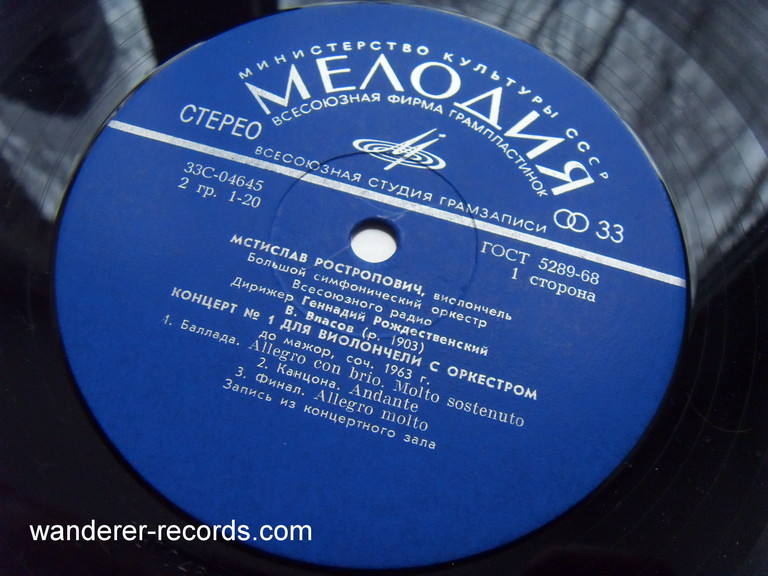 МИНИСТЕРСТВО КУЛЬТУРЫ СССР
МЕЛОДИЯ
ВСЕСОЮЗНАЯ ФИРМА ГРАМПЛАСТИНОК
СТЕРЕО
ВСЕСОЮЗНАЯ СТУДИЯ ГРАМЗАПИСИ
33
33С-04645
2 гр. 1-20
ГОСТ 5289-68
1 сторона
МСТИСЛАВ РОСТРОПОВИЧ, виолончель
Большой симфонический оркестр
Всесоюзного радио
Дирижер Геннадий Рождественский
В. Власов (р. 1903)
КОНЦЕРТ № 1 ДЛЯ ВИОЛОНЧЕЛИ С ОРКЕСТРОМ
до мажор, соч. 1963 г.
1. Баллада. Allegro con brio. Molto sostenuto
2. Канцона. Andante
3. Финал. Allegro molto
Запись из концертного зала
wanderer-records.com